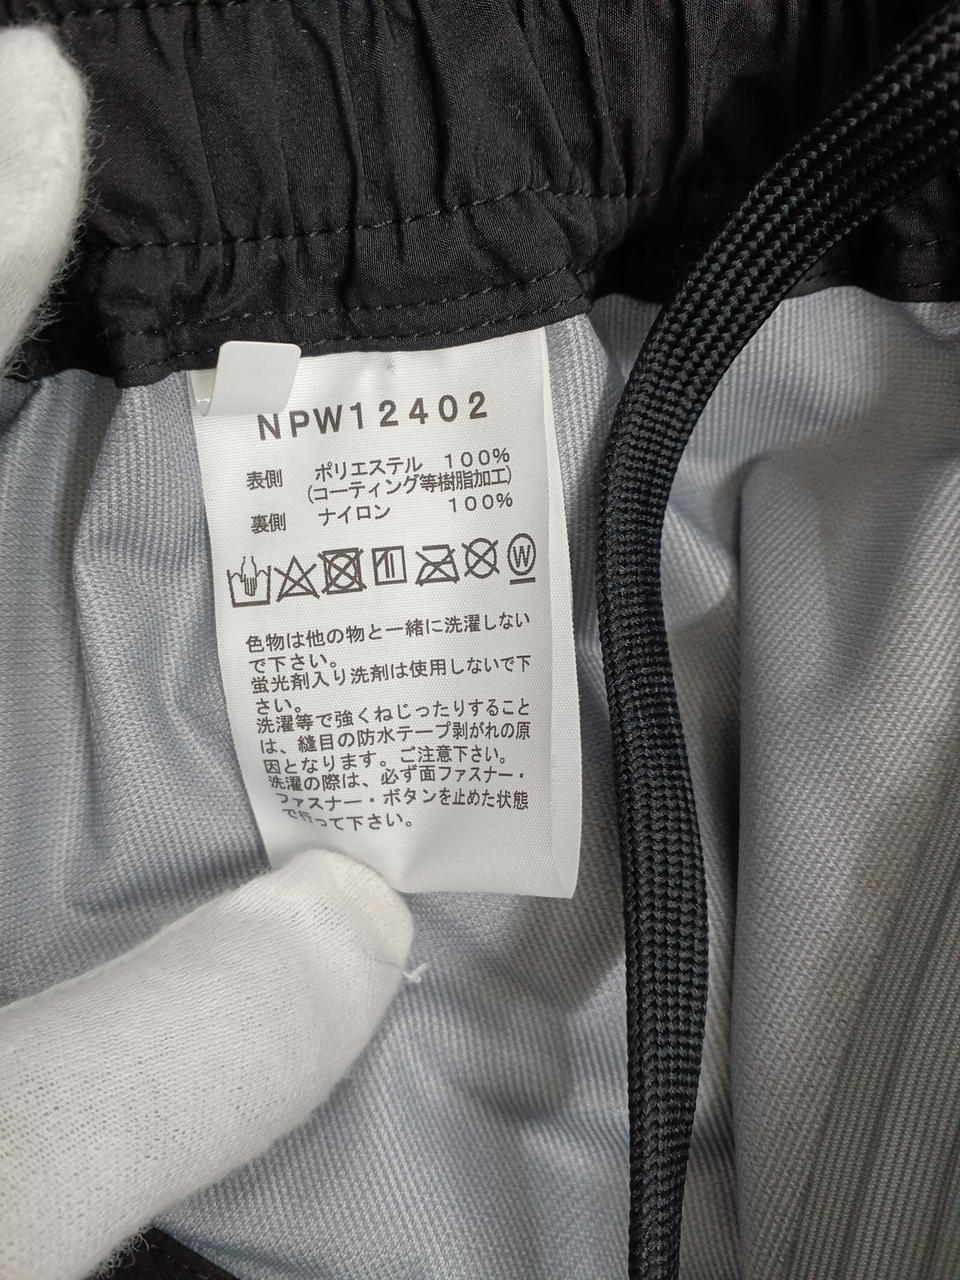 NPW12402
表側 ポリエステル 100%
(コーティング等樹脂加工)
裏側 ナイロン 100%
W
色物は他の物と一緒に洗濯しない
で下さい。
蛍光剤入り洗剤は使用しないで下
さい。
洗濯等で強くねじったりすること
は、縫目の防水テープ剥がれの原
因となります。ご注意下さい。
洗濯の際は、必ず面ファスナー・
ファスナー・ボタンを止めた状態
で行って下さい。